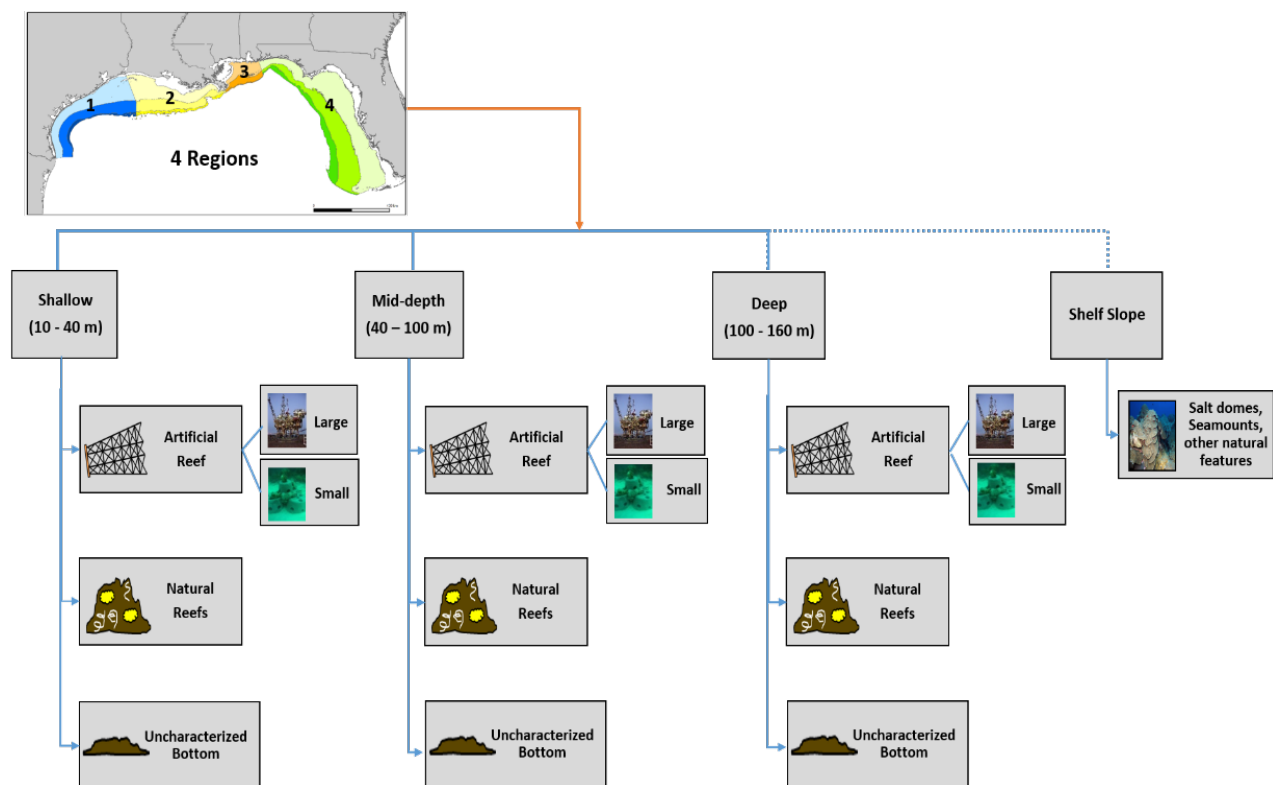 1
2
3
4
4 Regions
Shallow
(10 - 40 m)
Mid-depth
(40 – 100 m)
Deep
(100 - 160 m)
Shelf Slope
Artificial
Reef
Large
Small
Artificial
Reef
Large
Small
Artificial
Reef
Large
Small
Salt domes,
Seamounts,
other natural
features
Natural
Reefs
Natural
Reefs
Natural
Reefs
Uncharacterized
Bottom
Uncharacterized
Bottom
Uncharacterized
Bottom